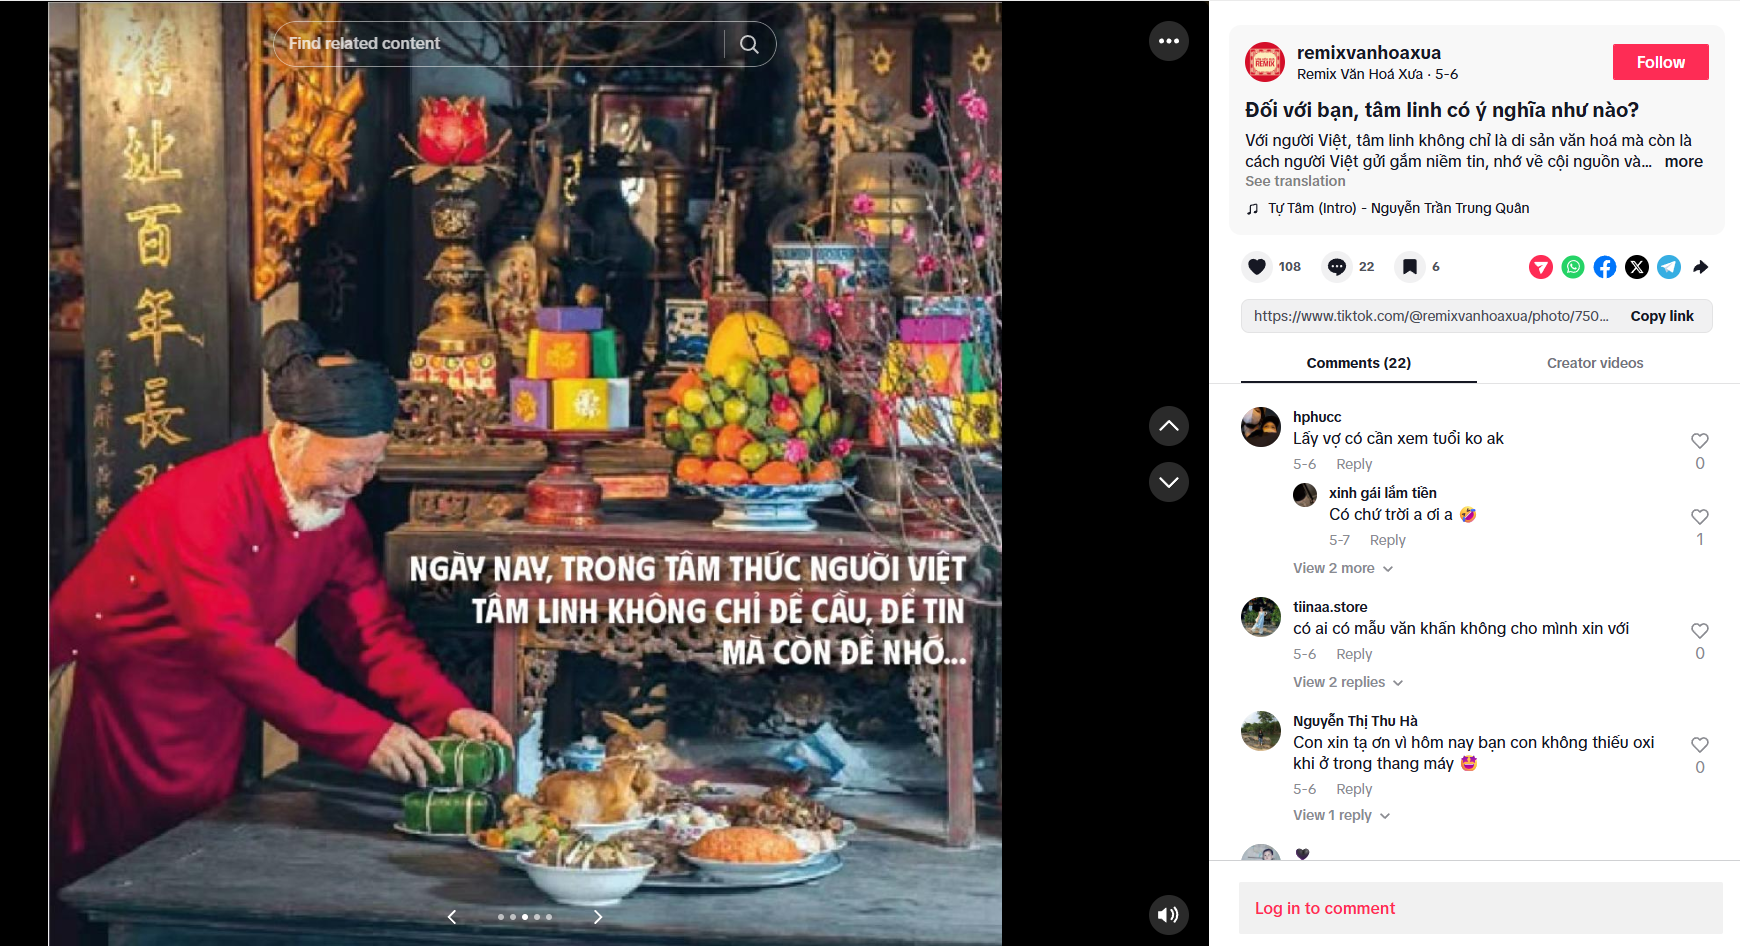 Find related content
舊
址
百
年
長
NGÀY NAY, TRONG TÂM THỨC NGƯỜI VIỆT
TÂM LINH KHÔNG CHỈ ĐỂ CẦU, ĐỂ TIN
MÀ CÒN ĐỂ NHỚ...
REMIX
remixvanhoaxua
Remix Văn Hoá Xưa · 5-6
Follow
Đối với bạn, tâm linh có ý nghĩa như nào?
Với người Việt, tâm linh không chỉ là di sản văn hoá mà còn là
cách người Việt gửi gắm niềm tin, nhớ về cội nguồn và... more
See translation
Tự Tâm (Intro) - Nguyễn Trần Trung Quân
108 22 6
https://www.tiktok.com/@remixvanhoaxua/photo/750... Copy link
Comments (22) Creator videos
hphucc
Lấy vợ có cần xem tuổi ko ak
5-6 Reply 0
xinh gái lắm tiền
Có chứ trời a ơi a 🤣
5-7 Reply 1
View 2 more
tiinaa.store
có ai có mẫu văn khấn không cho mình xin với
5-6 Reply 0
View 2 replies
Nguyễn Thị Thu Hà
Con xin tạ ơn vì hôm nay bạn con không thiếu oxi
khi ở trong thang máy 🤩
5-6 Reply 0
View 1 reply
🖤
Log in to comment